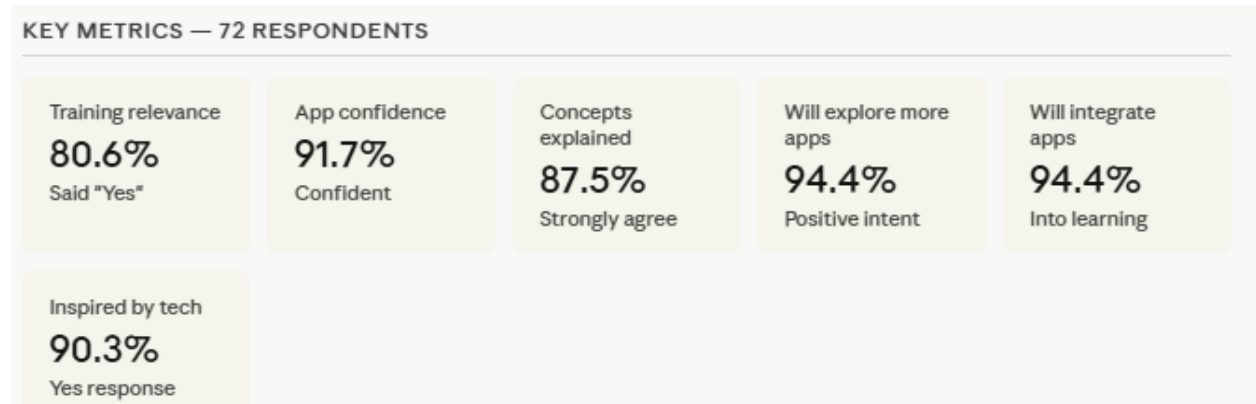 KEY METRICS — 72 RESPONDENTS
Training relevance
80.6%
Said "Yes"
App confidence
91.7%
Confident
Concepts
explained
87.5%
Strongly agree
Will explore more
apps
94.4%
Positive intent
Will integrate
apps
94.4%
Into learning
Inspired by tech
90.3%
Yes response